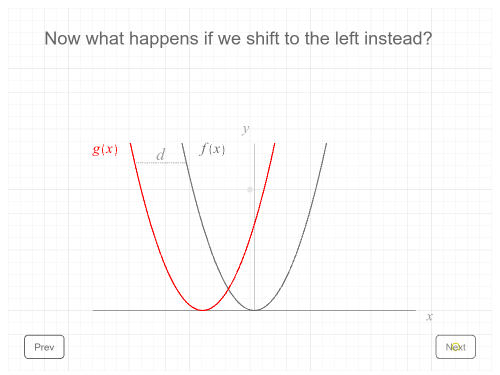 Now what happens if we shift to the left instead?
y
g(x)
d
f(x)
x
Prev
Next